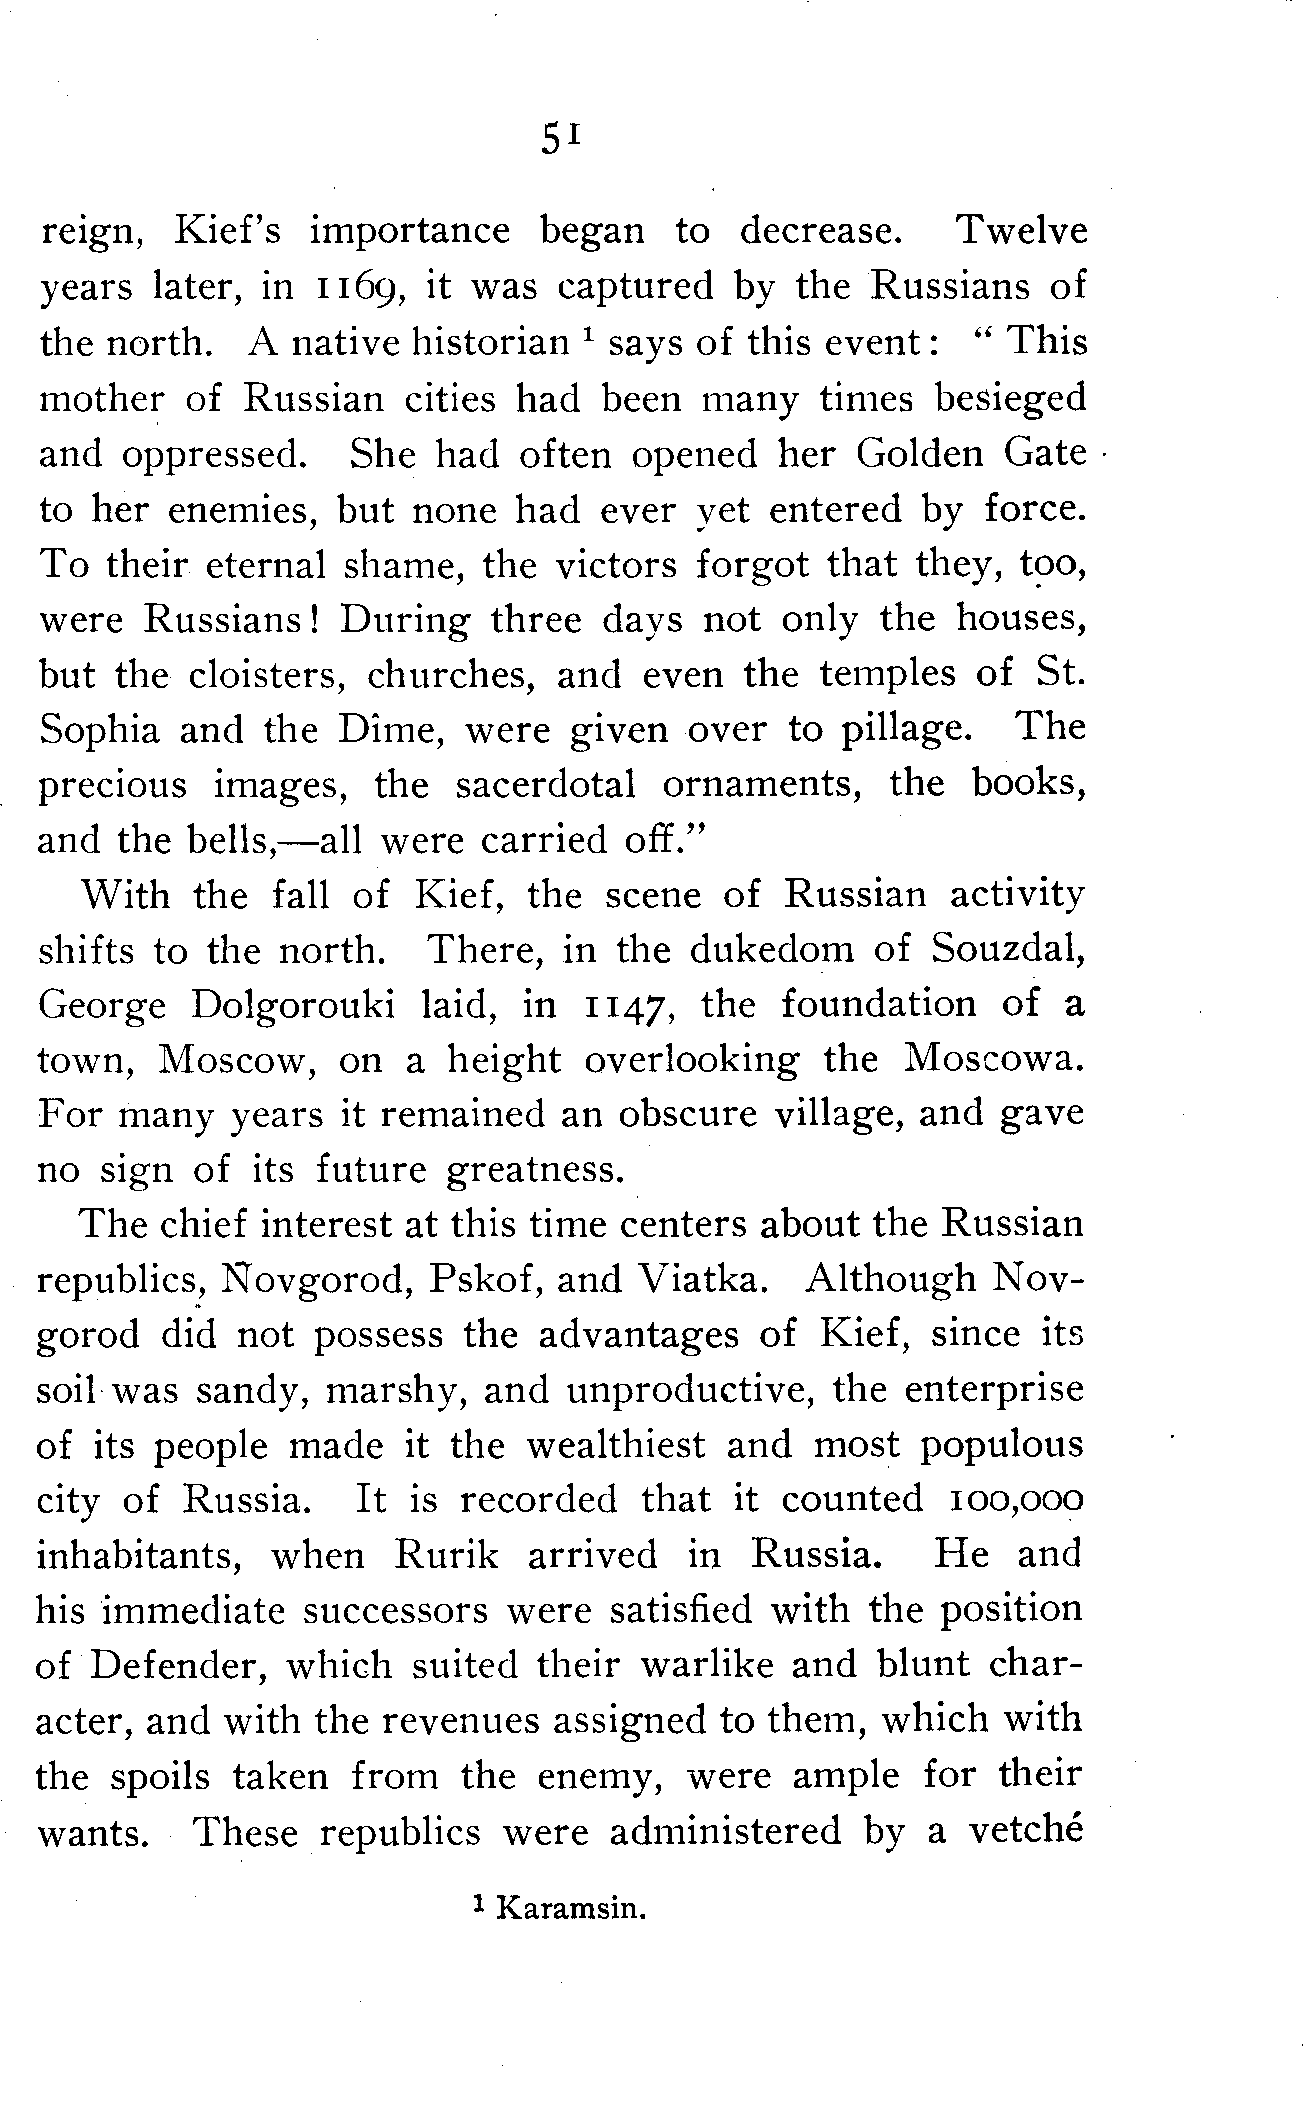 51
reign, Kief's importance began to decrease. Twelve
years later, in 1169, it was captured by the Russians of
the north. A native historian ¹ says of this event: “ This
mother of Russian cities had been many times besieged
and oppressed. She had often opened her Golden Gate
to her enemies, but none had ever yet entered by force.
To their eternal shame, the victors forgot that they, too,
were Russians! During three days not only the houses,
but the cloisters, churches, and even the temples of St.
Sophia and the Dîme, were given over to pillage. The
precious images, the sacerdotal ornaments, the books,
and the bells,—all were carried off.”
With the fall of Kief, the scene of Russian activity
shifts to the north. There, in the dukedom of Souzdal,
George Dolgorouki laid, in 1147, the foundation of a
town, Moscow, on a height overlooking the Moscowa.
For many years it remained an obscure village, and gave
no sign of its future greatness.
The chief interest at this time centers about the Russian
republics, Novgorod, Pskof, and Viatka. Although Nov-
gorod did not possess the advantages of Kief, since its
soil was sandy, marshy, and unproductive, the enterprise
of its people made it the wealthiest and most populous
city of Russia. It is recorded that it counted 100,000
inhabitants, when Rurik arrived in Russia. He and
his immediate successors were satisfied with the position
of Defender, which suited their warlike and blunt char-
acter, and with the revenues assigned to them, which with
the spoils taken from the enemy, were ample for their
wants. These republics were administered by a vetché
¹ Karamsin.